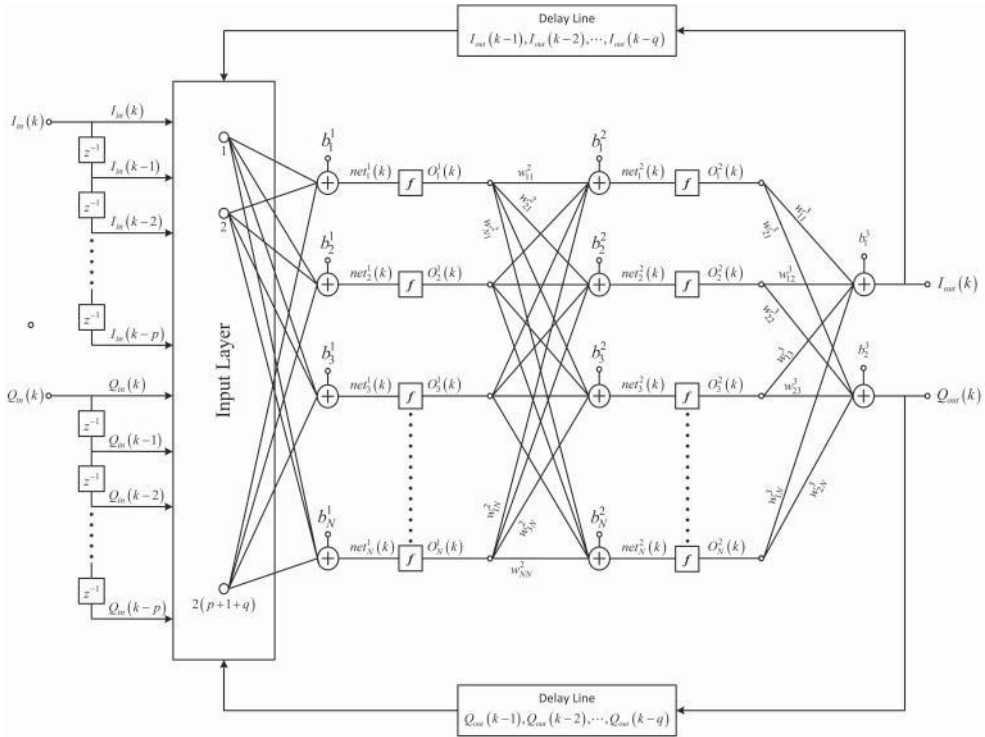 Delay Line
I_out(k−1), I_out(k−2), ⋯, I_out(k−q)
I_in(k)
I_in(k)
z⁻¹
I_in(k−1)
z⁻¹
I_in(k−2)
z⁻¹
I_in(k−p)
Q_in(k)
Q_in(k)
z⁻¹
Q_in(k−1)
z⁻¹
Q_in(k−2)
z⁻¹
Q_in(k−p)
Input Layer
1
2
2(p+1+q)
b_1^1
net_1^1(k)
f
O_1^1(k)
b_2^1
net_2^1(k)
f
O_2^1(k)
b_3^1
net_3^1(k)
f
O_3^1(k)
b_N^1
net_N^1(k)
f
O_N^1(k)
w_11^2
w_21^2
w_N1^2
w_1N^2
w_3N^2
w_NN^2
b_1^2
net_1^2(k)
f
O_1^2(k)
b_2^2
net_2^2(k)
f
O_2^2(k)
b_3^2
net_3^2(k)
f
O_3^2(k)
b_N^2
net_N^2(k)
f
O_N^2(k)
w_11^3
w_21^3
w_12^3
w_22^3
w_13^3
w_23^3
w_1N^3
w_2N^3
b_1^3
I_out(k)
b_2^3
Q_out(k)
Delay Line
Q_out(k−1), Q_out(k−2), ⋯, Q_out(k−q)